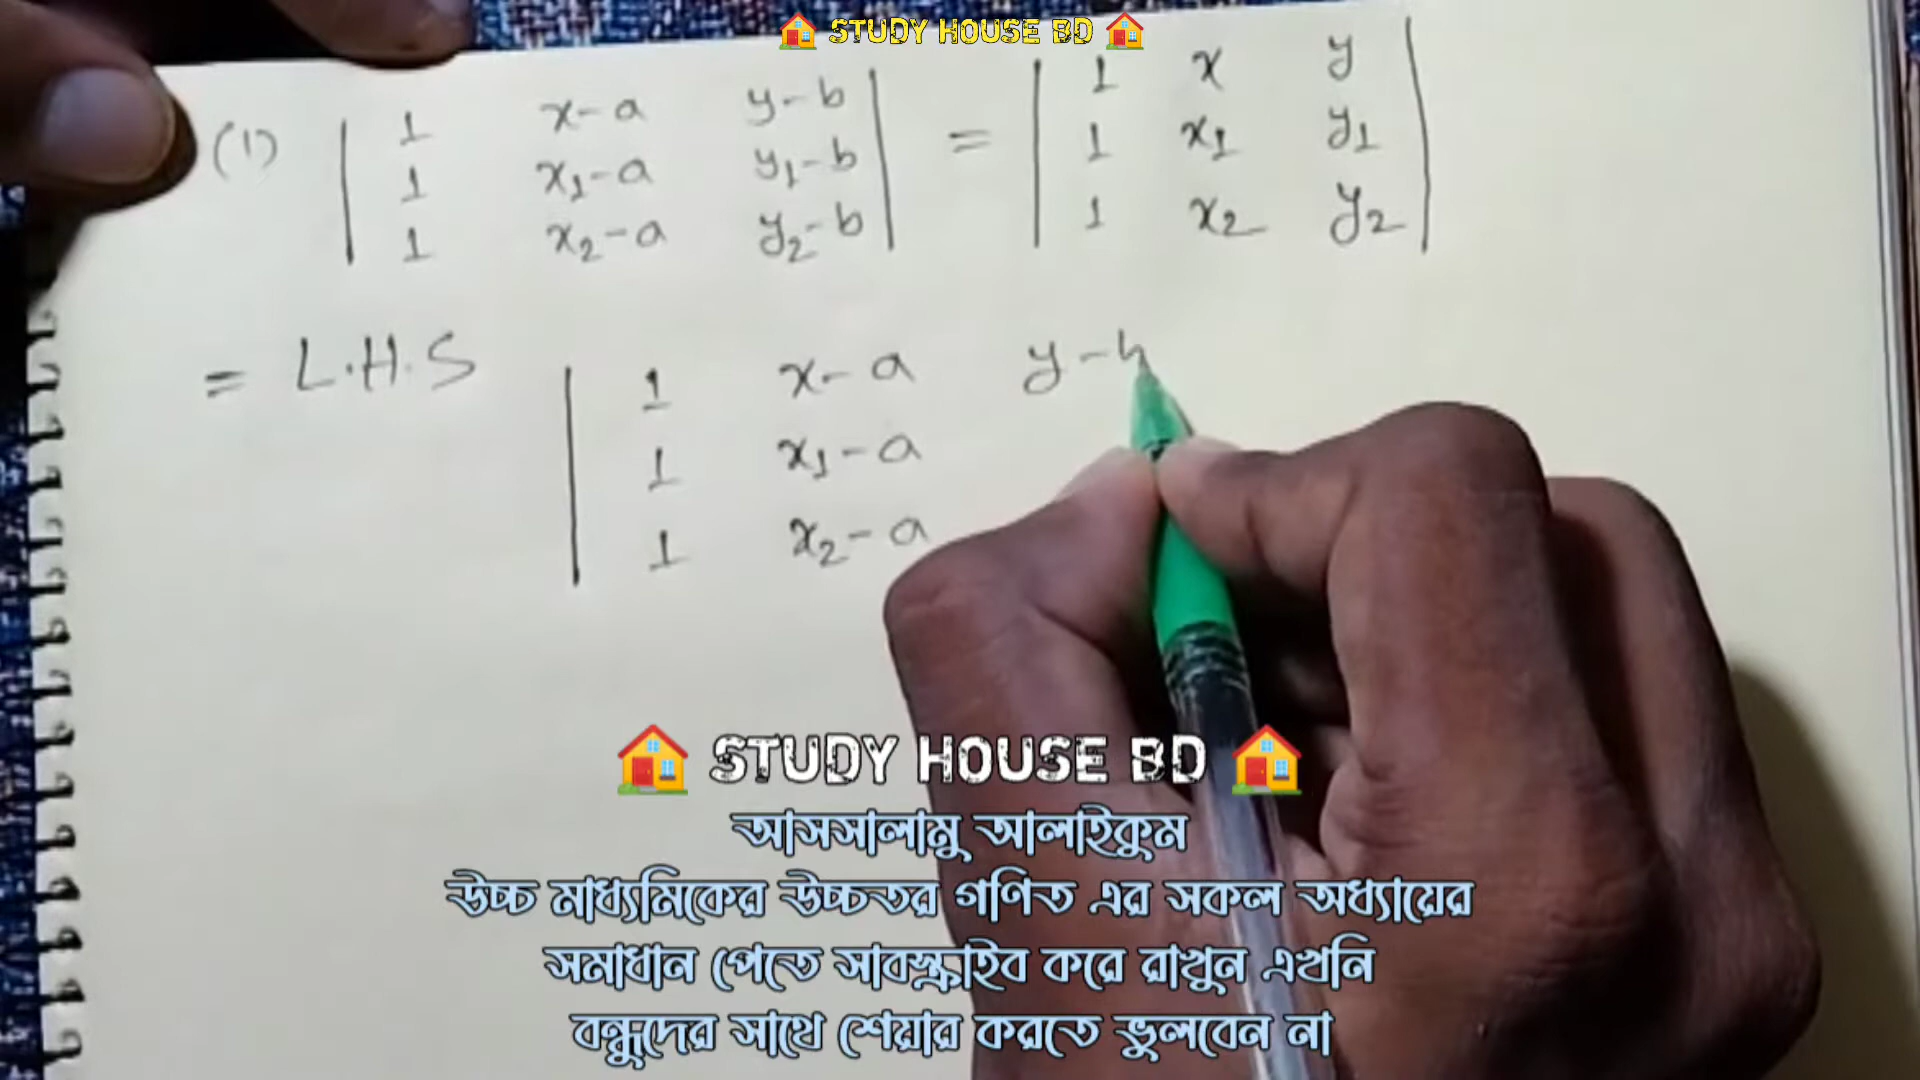 🏠 STUDY HOUSE BD 🏠
(1) | 1 x-a y-b | = | 1 x y |
| 1 x₁-a y₁-b | | 1 x₁ y₁ |
| 1 x₂-a y₂-b | | 1 x₂ y₂ |
= L.H.S | 1 x-a y-b
| 1 x₁-a
| 1 x₂-a
🏠 STUDY HOUSE BD 🏠
আসসালামু আলাইকুম
উচ্চ মাধ্যমিকের উচ্চতর গণিত এর সকল অধ্যায়ের
সমাধান পেতে সাবস্ক্রাইব করে রাখুন এখনি
বন্ধুদের সাথে শেয়ার করতে ভুলবেন না